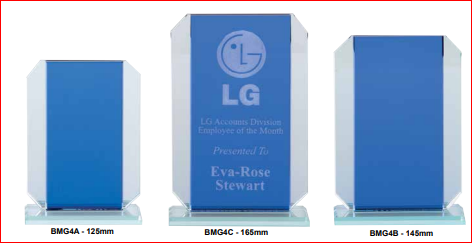 LG
LG
LG Accounts Division
Employee of the Month
Presented To
Eva-Rose
Stewart
BMG4A - 125mm
BMG4C - 165mm
BMG4B - 145mm